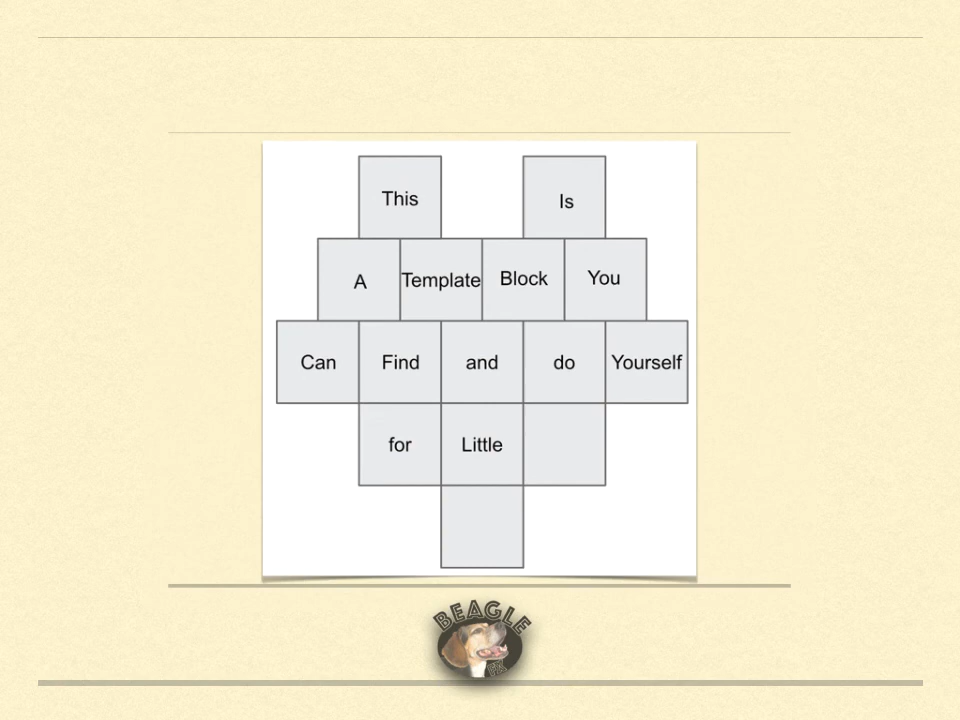 This Is
A Template Block You
Can Find and do Yourself
for Little
BEAGLE